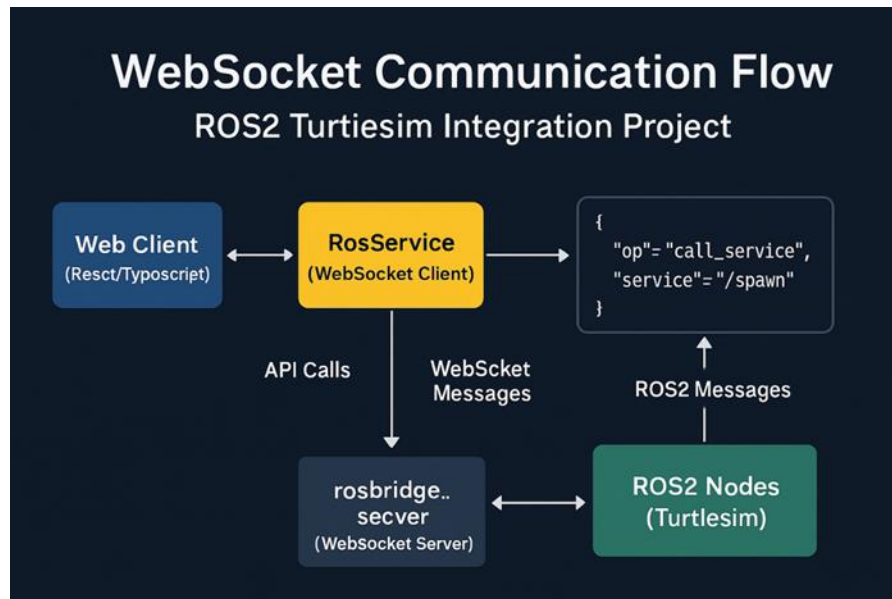 WebSocket Communication Flow
ROS2 Turtiesim Integration Project
Web Client
(Resct/Typoscript)
RosService
(WebSocket Client)
{
"op"="call_service",
"service"="/spawn"
}
API Calls
WebScket
Messages
ROS2 Messages
rosbridge..
secver
(WebSocket Server)
ROS2 Nodes
(Turtlesim)